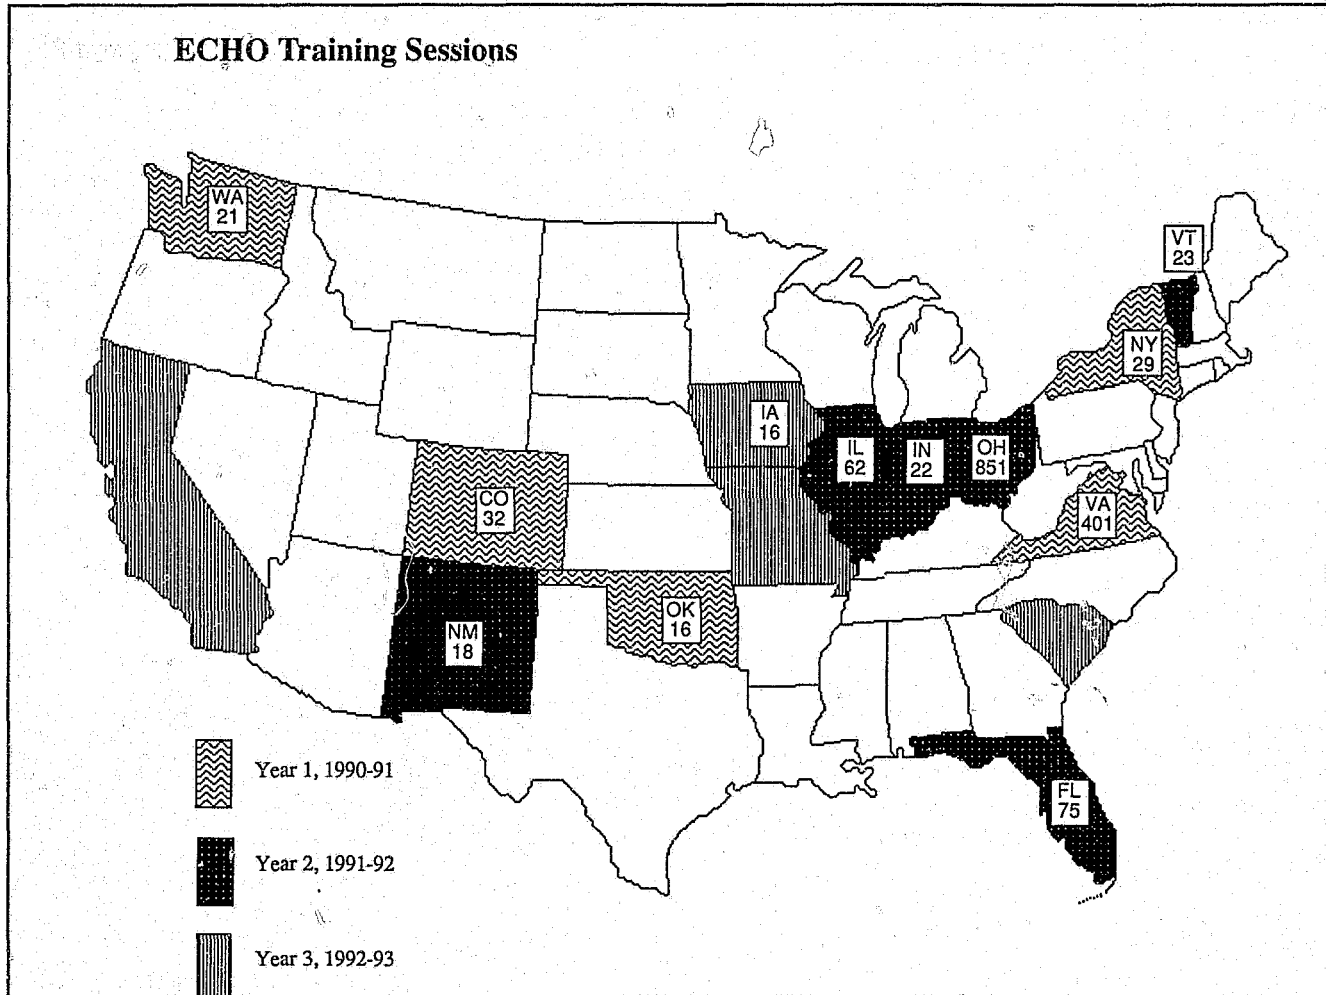 ECHO Training Sessions
WA
21
VT
23
NY
29
IA
16
IL
62
IN
22
OH
851
CO
32
VA
401
OK
16
NM
18
FL
75
Year 1, 1990-91
Year 2, 1991-92
Year 3, 1992-93